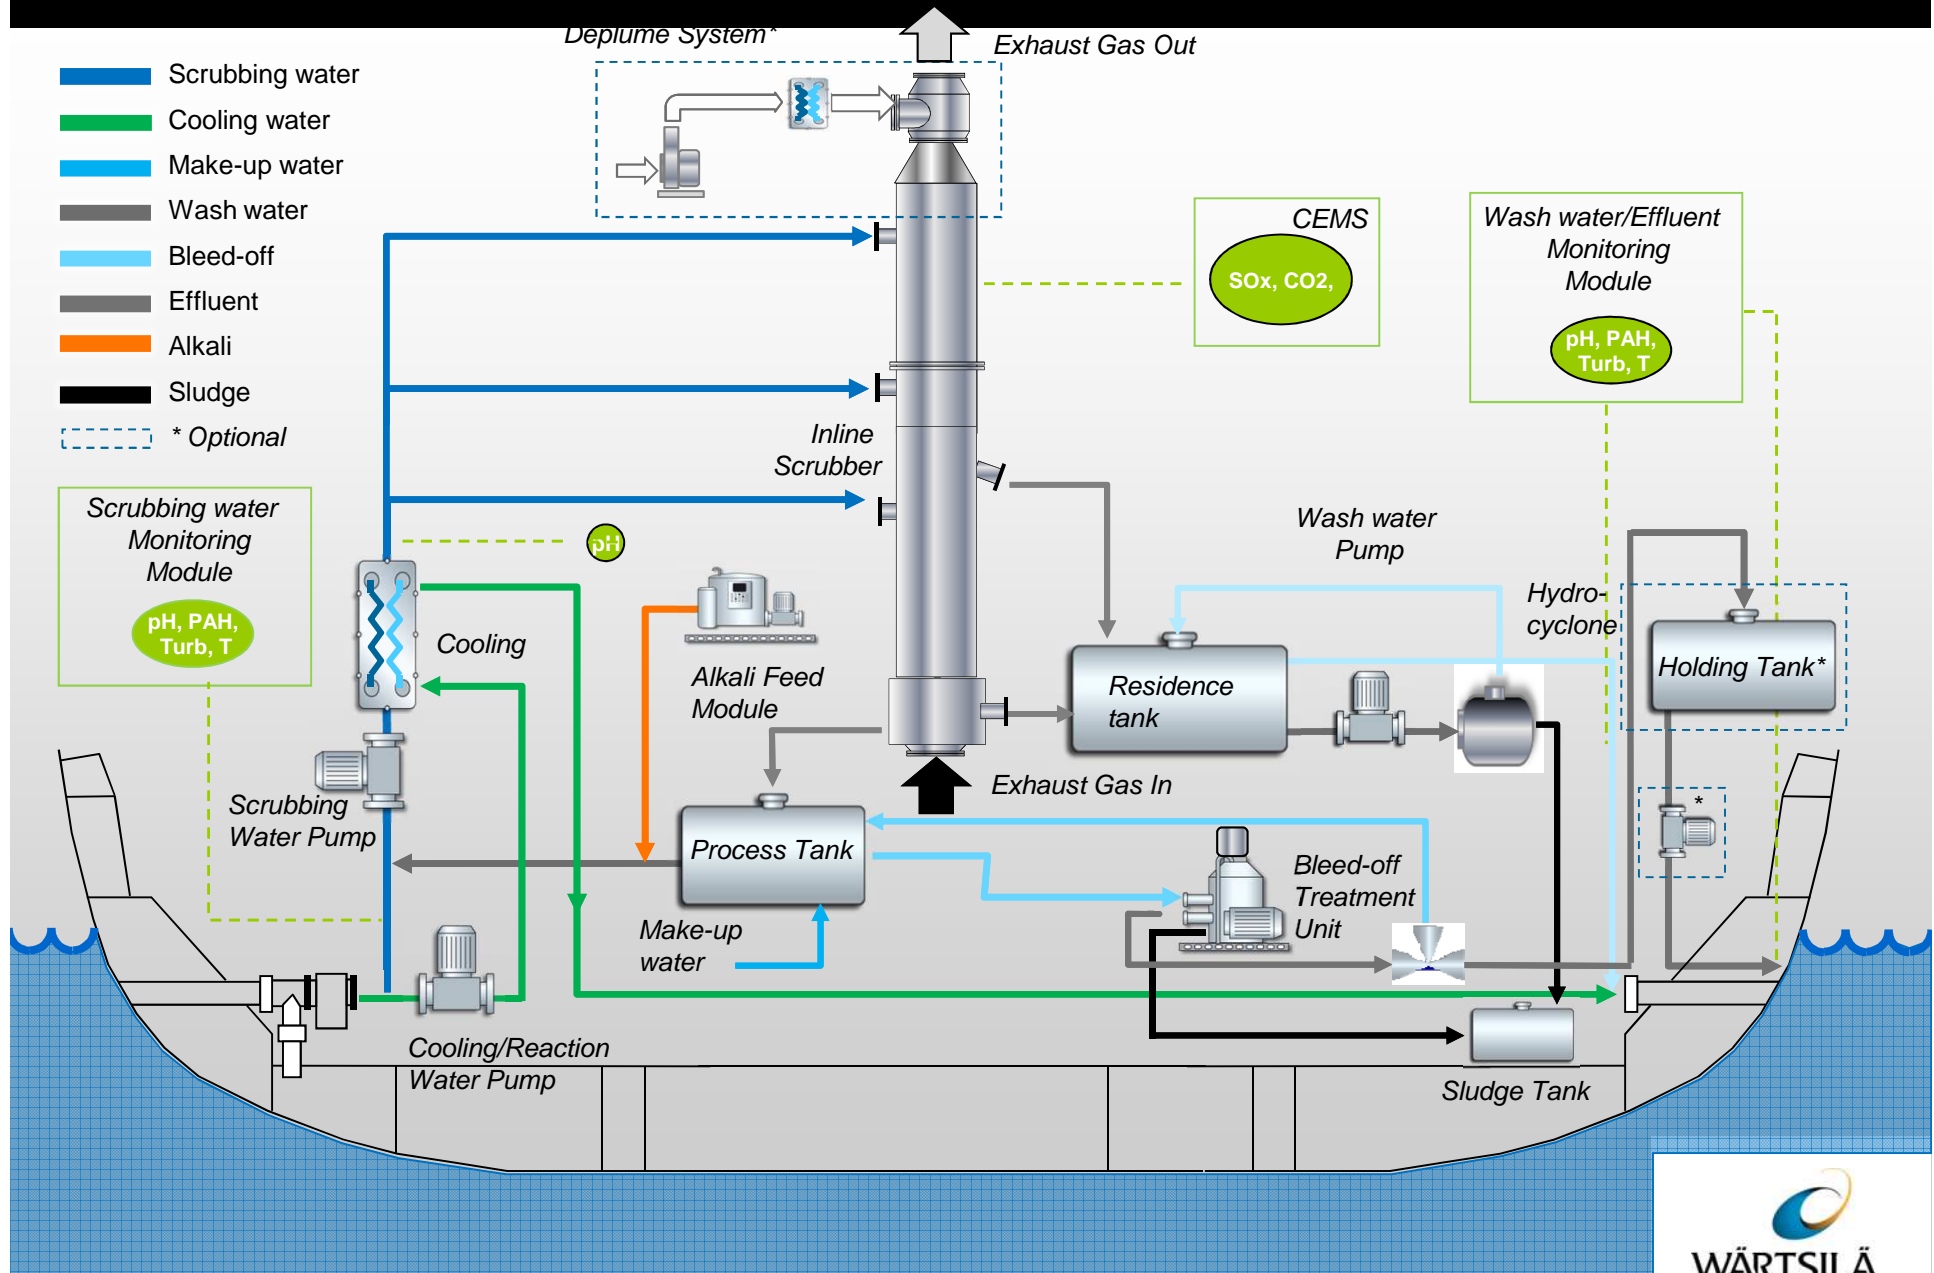 Deplume System*
Exhaust Gas Out
Scrubbing water
Cooling water
Make-up water
Wash water
Bleed-off
Effluent
Alkali
Sludge
* Optional
CEMS
SOx, CO2,
Wash water/Effluent
Monitoring
Module
pH, PAH,
Turb, T
Inline
Scrubber
Scrubbing water
Monitoring
Module
pH, PAH,
Turb, T
pH
Cooling
Alkali Feed
Module
Wash water
Pump
Hydro-
cyclone
Residence
tank
Holding Tank*
*
Exhaust Gas In
Scrubbing
Water Pump
Process Tank
Bleed-off
Treatment
Unit
Make-up
water
Cooling/Reaction
Water Pump
Sludge Tank
WÄRTSILÄ